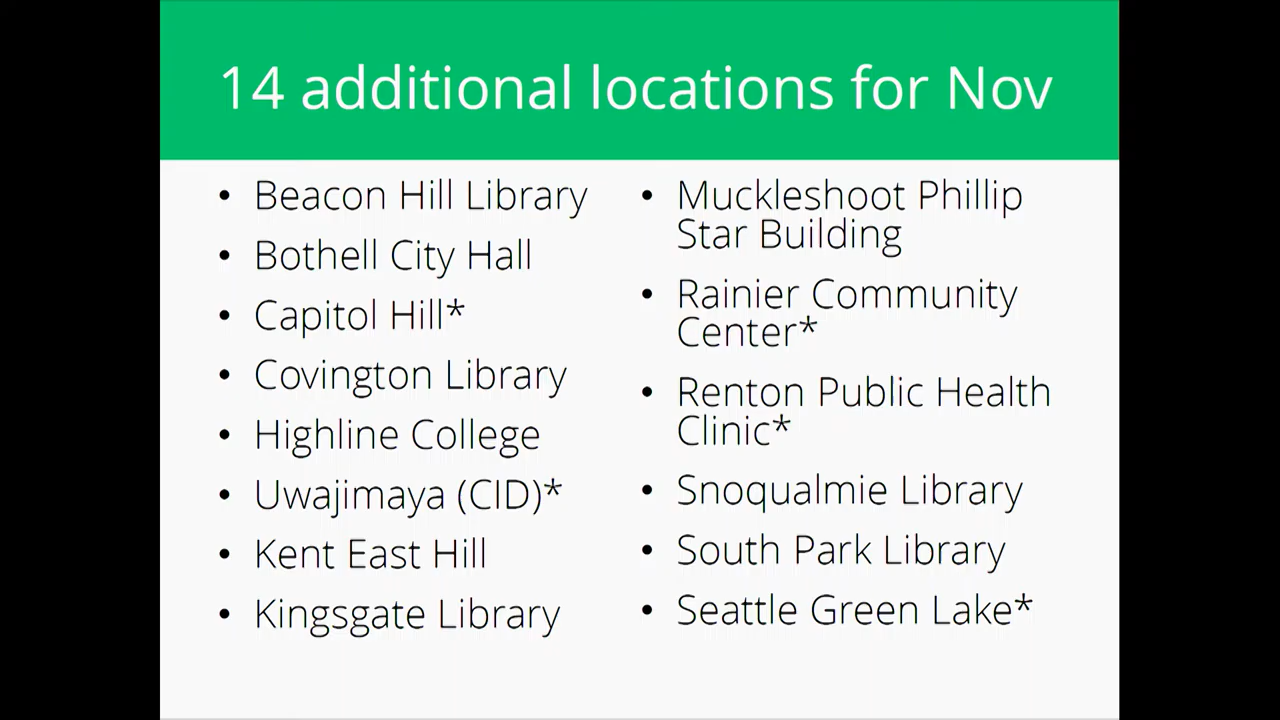 14 additional locations for Nov
• Beacon Hill Library
• Bothell City Hall
• Capitol Hill*
• Covington Library
• Highline College
• Uwajimaya (CID)*
• Kent East Hill
• Kingsgate Library
• Muckleshoot Phillip
Star Building
• Rainier Community
Center*
• Renton Public Health
Clinic*
• Snoqualmie Library
• South Park Library
• Seattle Green Lake*